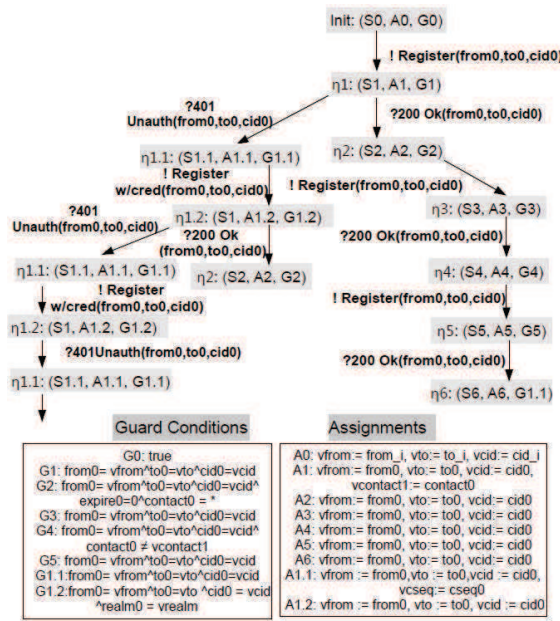 Init: (S0, A0, G0)
! Register(from0,to0,cid0)
η1: (S1, A1, G1)
?401
Unauth(from0,to0,cid0)
?200 Ok(from0,to0,cid0)
η1.1: (S1.1, A1.1, G1.1)
η2: (S2, A2, G2)
! Register
w/cred(from0,to0,cid0)
! Register(from0,to0,cid0)
?401
Unauth(from0,to0,cid0)
η1.2: (S1, A1.2, G1.2)
η3: (S3, A3, G3)
?200 Ok
(from0,to0,cid0)
?200 Ok(from0,to0,cid0)
η1.1: (S1.1, A1.1, G1.1)
η2: (S2, A2, G2)
η4: (S4, A4, G4)
! Register
w/cred(from0,to0,cid0)
! Register(from0,to0,cid0)
η1.2: (S1, A1.2, G1.2)
η5: (S5, A5, G5)
?401Unauth(from0,to0,cid0)
?200 Ok(from0,to0,cid0)
η1.1: (S1.1, A1.1, G1.1)
η6: (S6, A6, G1.1)
Guard Conditions
G0: true
G1: from0= vfrom^to0=vto^cid0=vcid
G2: from0= vfrom^to0=vto^cid0=vcid^
expire0=0^contact0 = *
G3: from0= vfrom^to0=vto^cid0=vcid
G4: from0= vfrom^to0=vto^cid0=vcid^
contact0 ≠ vcontact1
G5: from0= vfrom^to0=vto^cid0=vcid
G1.1:from0= vfrom^to0=vto^cid0=vcid
G1.2:from0= vfrom^to0=vto ^cid0 = vcid
^realm0 = vrealm
Assignments
A0: vfrom:= from_i, vto:= to_i, vcid:= cid_i
A1: vfrom:= from0, vto:= to0, vcid:= cid0,
vcontact1:= contact0
A2: vfrom:= from0, vto:= to0, vcid:= cid0
A3: vfrom:= from0, vto:= to0, vcid:= cid0
A4: vfrom:= from0, vto:= to0, vcid:= cid0
A5: vfrom:= from0, vto:= to0, vcid:= cid0
A6: vfrom:= from0, vto:= to0, vcid:= cid0
A1.1: vfrom := from0,vto := to0,vcid:= cid0,
vcseq:= cseq0
A1.2: vfrom := from0, vto := to0, vcid := cid0